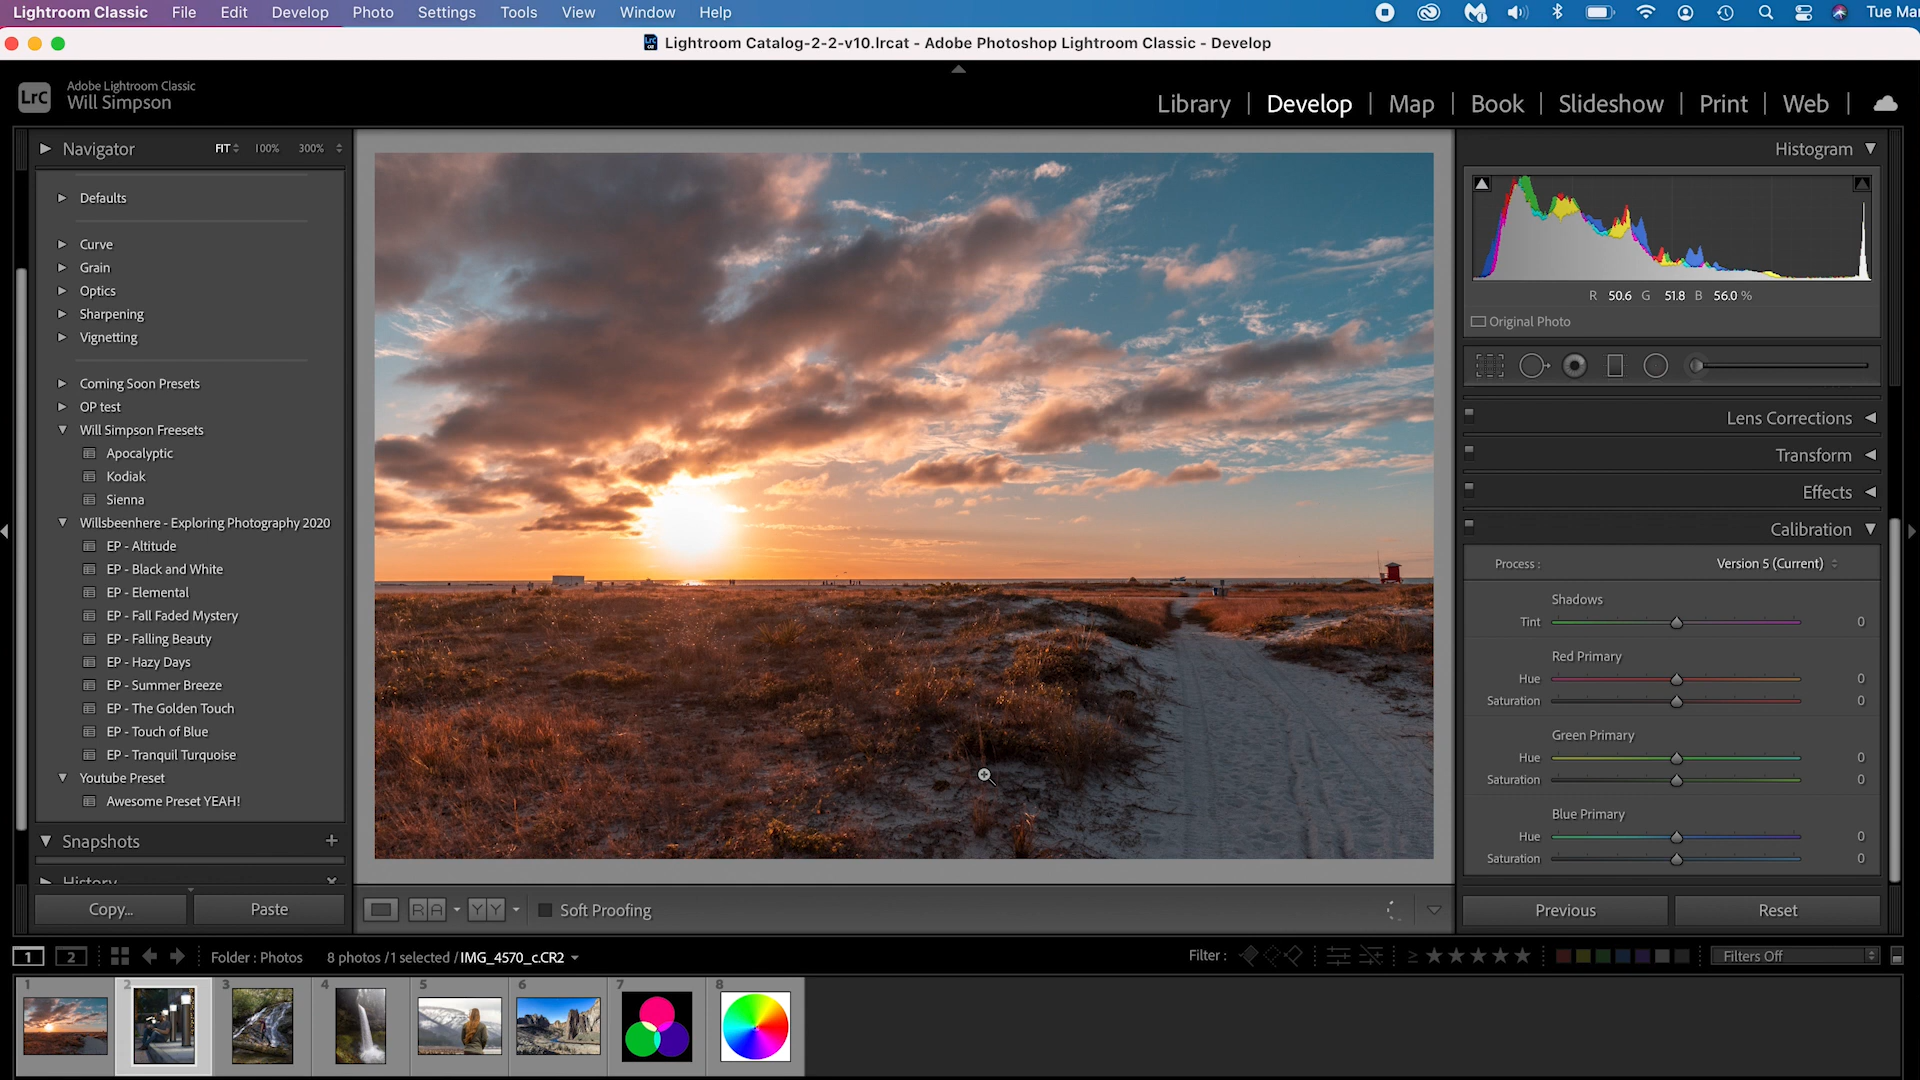 Lightroom Classic File Edit Develop Photo Settings Tools View Window Help Tue Mar
Lightroom Catalog-2-2-v10.lrcat - Adobe Photoshop Lightroom Classic - Develop
LrC Adobe Lightroom Classic
Will Simpson
Library | Develop | Map | Book | Slideshow | Print | Web |
Navigator FIT 100% 300%
Defaults
Curve
Grain
Optics
Sharpening
Vignetting
Coming Soon Presets
OP test
Will Simpson Freesets
Apocalyptic
Kodiak
Sienna
Willsbeenhere - Exploring Photography 2020
EP - Altitude
EP - Black and White
EP - Elemental
EP - Fall Faded Mystery
EP - Falling Beauty
EP - Hazy Days
EP - Summer Breeze
EP - The Golden Touch
EP - Touch of Blue
EP - Tranquil Turquoise
Youtube Preset
Awesome Preset YEAH!
Snapshots +
History
Copy... Paste
R A Y Y Soft Proofing
Histogram
R 50.6 G 51.8 B 56.0 %
Original Photo
Lens Corrections
Transform
Effects
Calibration
Process : Version 5 (Current)
Shadows
Tint 0
Red Primary
Hue 0
Saturation 0
Green Primary
Hue 0
Saturation 0
Blue Primary
Hue 0
Saturation 0
Previous Reset
1 2 Folder : Photos 8 photos / 1 selected / IMG_4570_c.CR2 Filter : ≥ ★★★★★ Filters Off
1 2 3 4 5 6 7 8